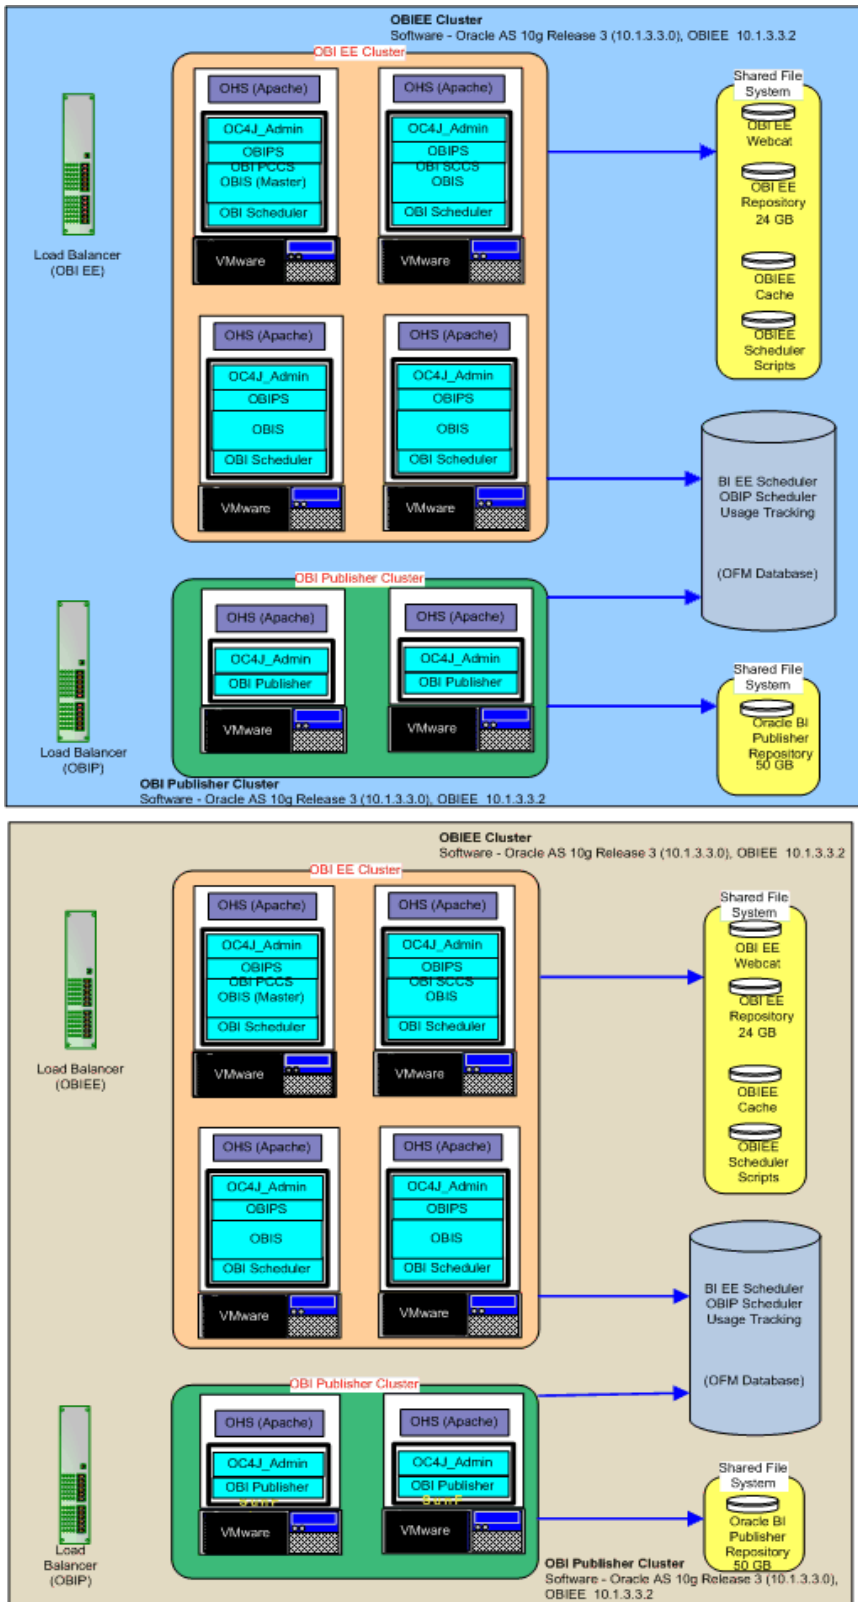 OBIEE Cluster
Software - Oracle AS 10g Release 3 (10.1.3.3.0), OBIEE  10.1.3.3.2
OBI EE Cluster
OHS (Apache)
OC4J_Admin
OBIPS
OBI PCCS
OBIS (Master)
OBI Scheduler
VMware
OHS (Apache)
OC4J_Admin
OBIPS
OBI SCCS
OBIS
OBI Scheduler
VMware
Shared File
System
OBI EE
Webcat
OBI EE
Repository
24 GB
OBIEE
Cache
OBIEE
Scheduler
Scripts
Load Balancer
(OBI EE)
OHS (Apache)
OC4J_Admin
OBIPS
OBIS
OBI Scheduler
VMware
OHS (Apache)
OC4J_Admin
OBIPS
OBIS
OBI Scheduler
VMware
BI EE Scheduler
OBIP Scheduler
Usage Tracking
(OFM Database)
OBI Publisher Cluster
OHS (Apache)
OC4J_Admin
OBI Publisher
VMware
OHS (Apache)
OC4J_Admin
OBI Publisher
VMware
Shared File
System
Oracle BI
Publisher
Repository
50 GB
Load Balancer
(OBIP)
OBI Publisher Cluster
Software - Oracle AS 10g Release 3 (10.1.3.3.0), OBIEE  10.1.3.3.2
OBIEE Cluster
Software - Oracle AS 10g Release 3 (10.1.3.3.0), OBIEE  10.1.3.3.2
OBI EE Cluster
OHS (Apache)
OC4J_Admin
OBIPS
OBI PCCS
OBIS (Master)
OBI Scheduler
VMware
OHS (Apache)
OC4J_Admin
OBIPS
OBI SCCS
OBIS
OBI Scheduler
VMware
Shared File
System
OBI EE
Webcat
OBI EE
Repository
24 GB
OBIEE
Cache
OBIEE
Scheduler
Scripts
Load Balancer
(OBIEE)
OHS (Apache)
OC4J_Admin
OBIPS
OBIS
OBI Scheduler
VMware
OHS (Apache)
OC4J_Admin
OBIPS
OBIS
OBI Scheduler
VMware
BI EE Scheduler
OBIP Scheduler
Usage Tracking
(OFM Database)
OBI Publisher Cluster
OHS (Apache)
OC4J_Admin
OBI Publisher
VMware
OHS (Apache)
OC4J_Admin
OBI Publisher
VMware
Shared File
System
Oracle BI
Publisher
Repository
50 GB
Load
Balancer
(OBIP)
OBI Publisher Cluster
Software - Oracle AS 10g Release 3 (10.1.3.3.0),
OBIEE  10.1.3.3.2